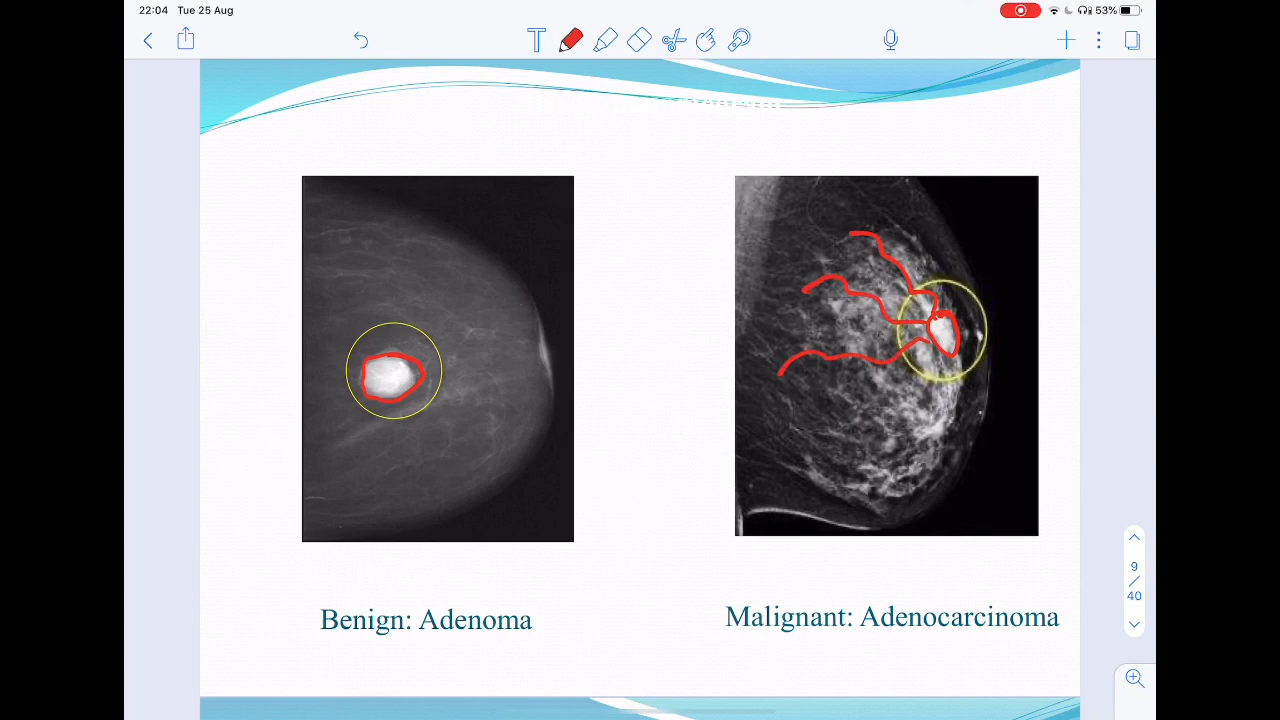 22:04 Tue 25 Aug
53%
T
9
/
40
Benign: Adenoma
Malignant: Adenocarcinoma